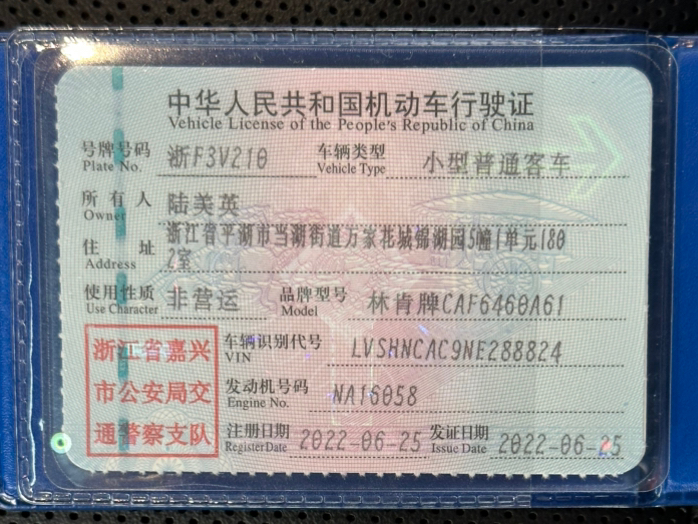 中华人民共和国机动车行驶证
Vehicle License of the People's Republic of China
号牌号码 Plate No. 浙F3V210 车辆类型 Vehicle Type 小型普通客车
所有人 Owner 陆美英
住址 Address 浙江省平湖市当湖街道万家花城锦湖园5幢1单元180
2室
使用性质 Use Character 非营运 品牌型号 Model 林肯牌CAF6460A61
浙江省嘉兴
市公安局交
通警察支队
车辆识别代号 VIN LVSHNCAC9NE288824
发动机号码 Engine No. NA16058
注册日期 Register Date 2022-06-25 发证日期 Issue Date 2022-06-25